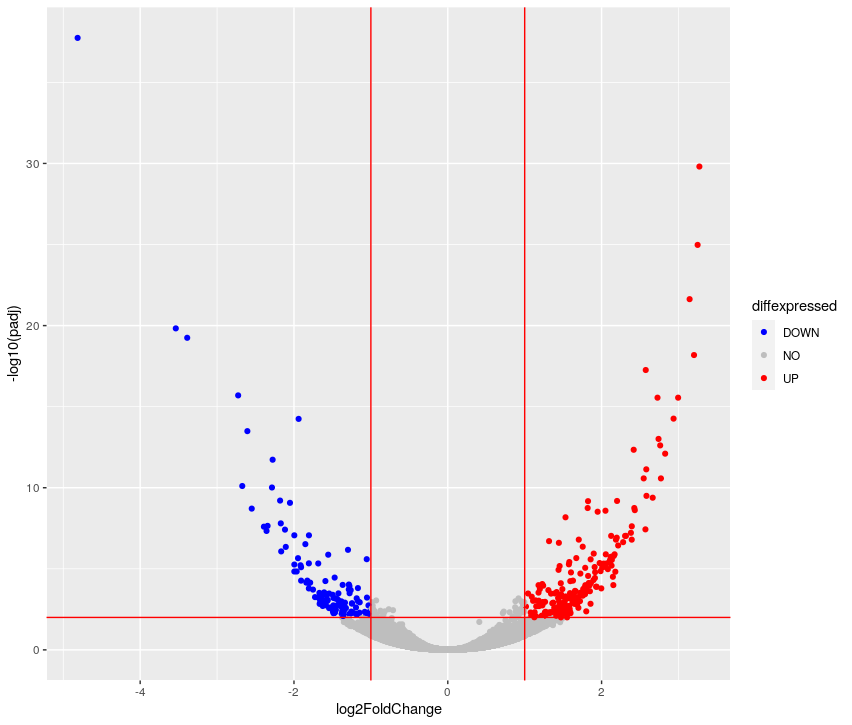 30
20
10
0
-4
-2
0
2
log2FoldChange
-log10(padj)
diffexpressed
DOWN
NO
UP